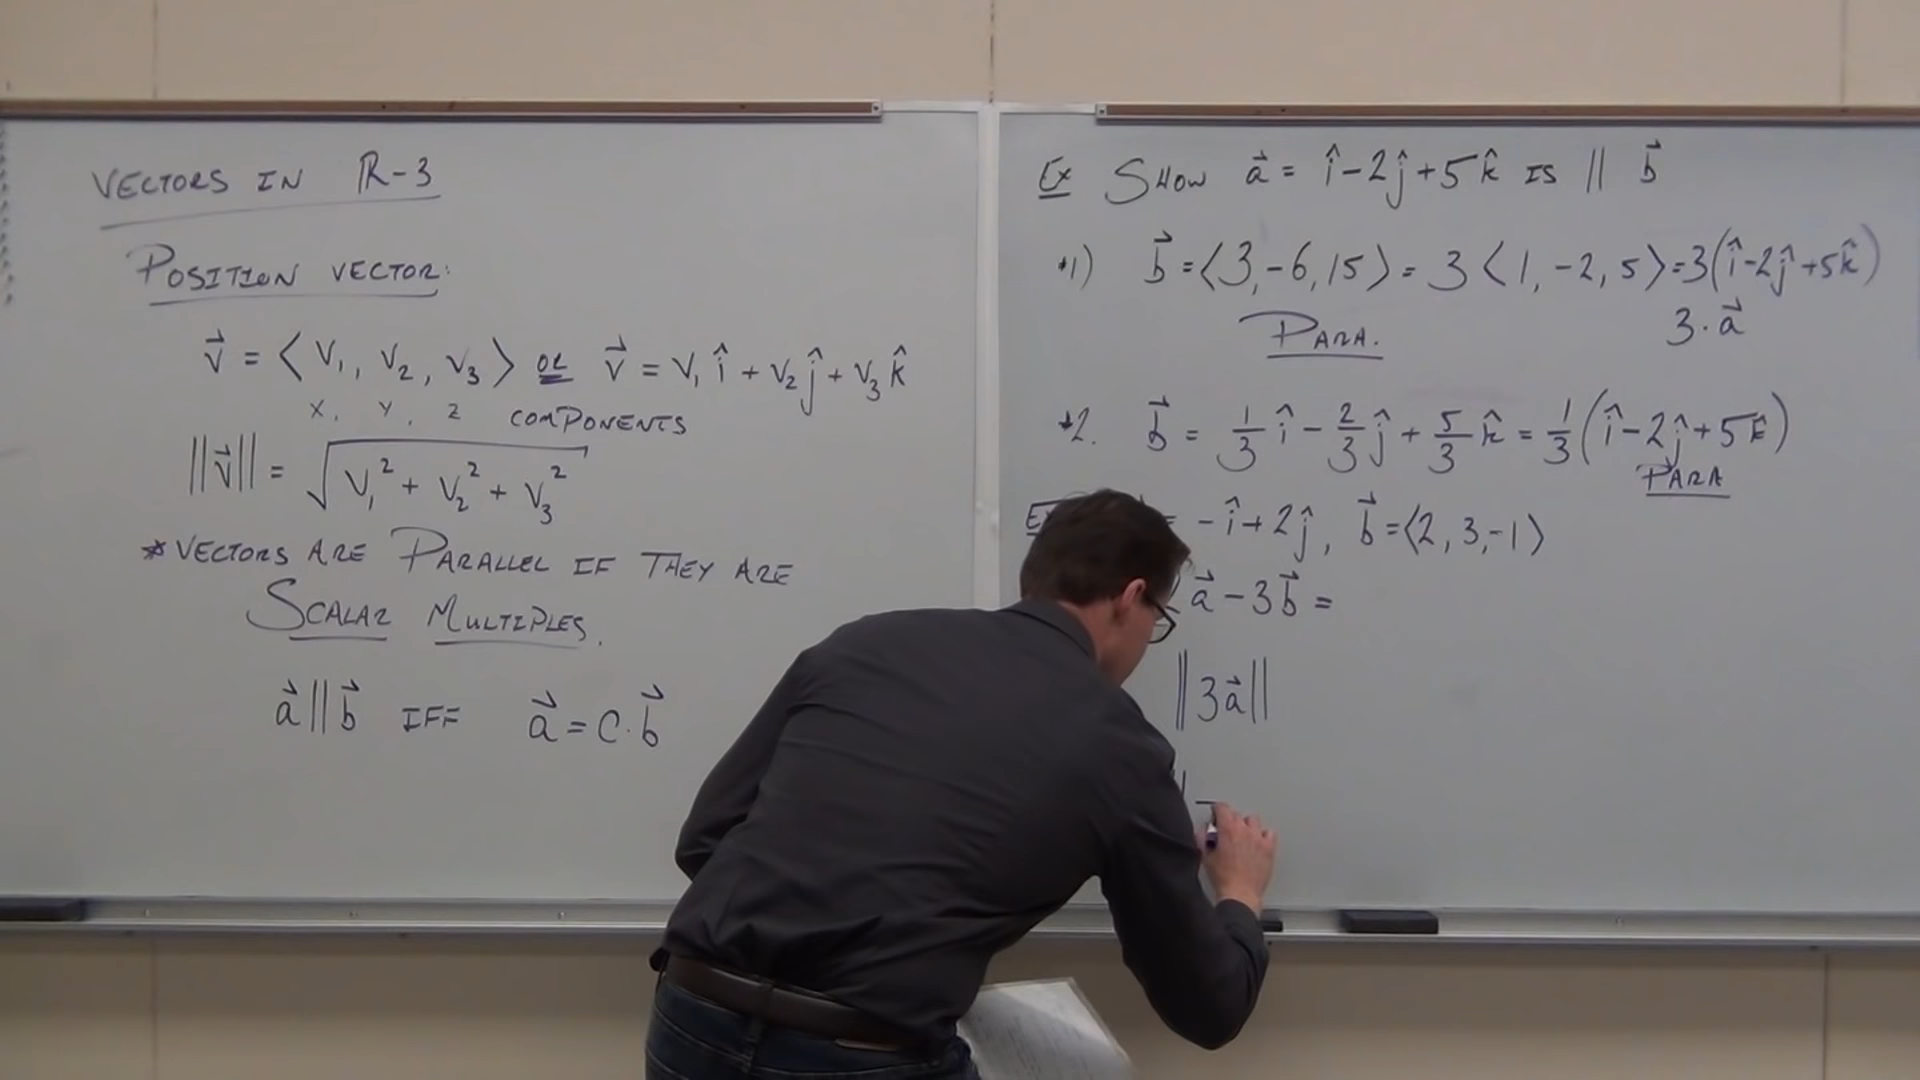 VECTORS IN ℝ-3
POSITION VECTOR:
v⃗ = ⟨ v₁, v₂, v₃ ⟩ OR v⃗ = v₁ î + v₂ ĵ + v₃ k̂
X, Y, Z COMPONENTS
||v⃗|| = √(v₁² + v₂² + v₃²)
* VECTORS ARE PARALLEL IF THEY ARE
SCALAR MULTIPLES.
a⃗ || b⃗ IFF a⃗ = C · b⃗
Ex SHOW a⃗ = î - 2ĵ + 5k̂ IS || b⃗
*1) b⃗ = ⟨3, -6, 15⟩ = 3 ⟨1, -2, 5⟩ = 3(î - 2ĵ + 5k̂)
PARA. 3 · a⃗
*2. b⃗ = 1/3 î - 2/3 ĵ + 5/3 k̂ = 1/3 (î - 2ĵ + 5k̂)
PARA
= -î + 2ĵ, b⃗ = ⟨2, 3, -1⟩
a⃗ - 3b⃗ =
||3a⃗||